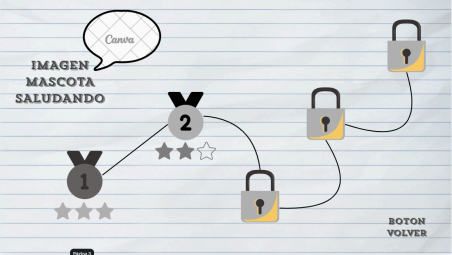 Canva
IMAGEN
MASCOTA
SALUDANDO
2
1
BOTON
VOLVER